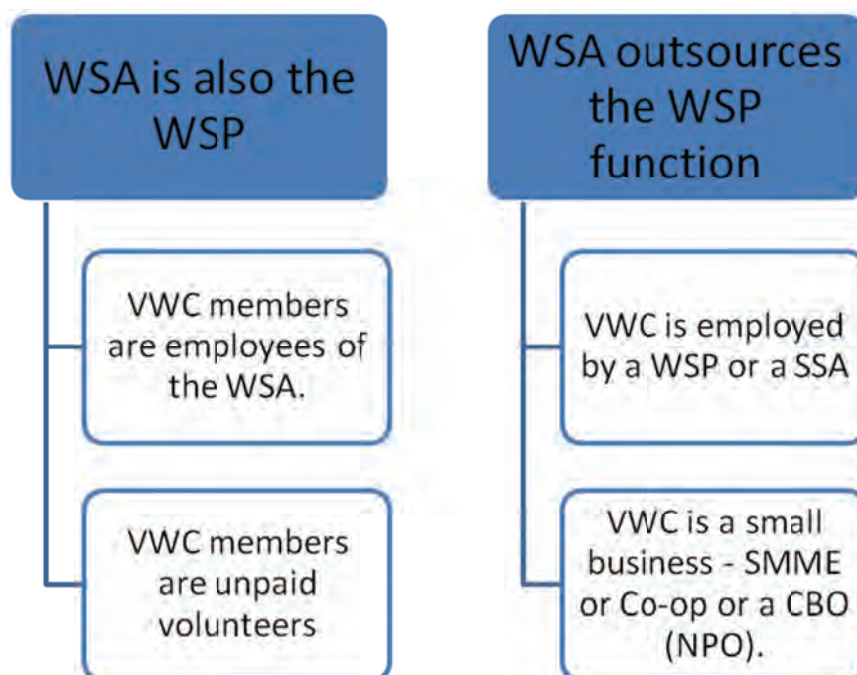 WSA is also the
WSP
VWC members
are employees of
the WSA.
VWC members
are unpaid
volunteers
WSA outsources
the WSP
function
VWC is employed
by a WSP or a SSA
VWC is a small
business - SMME
or Co-op or a CBO
(NPO).